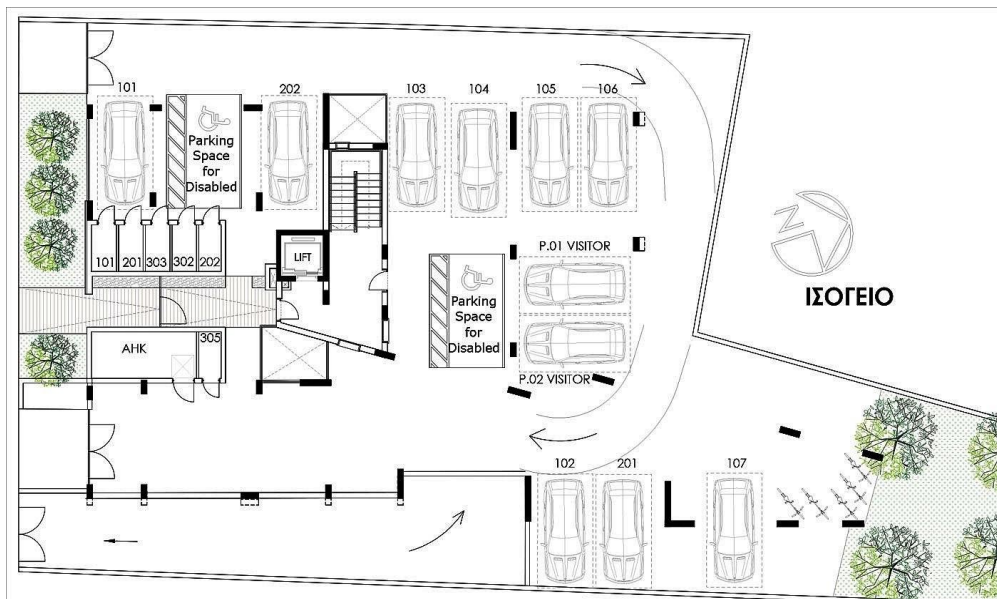 101
202
103
104
105
106
Parking
Space
for
Disabled
P.01 VISITOR
LIFT
101
201
303
302
202
Parking
Space
for
Disabled
N
ΙΣΟΓΕΙΟ
AHK
305
P.02 VISITOR
102
201
107